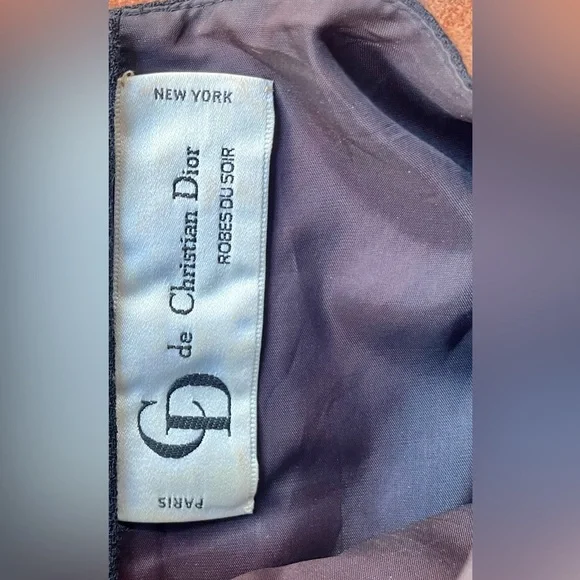 NEW YORK
CD de Christian Dior
ROBES DU SOIR
PARIS